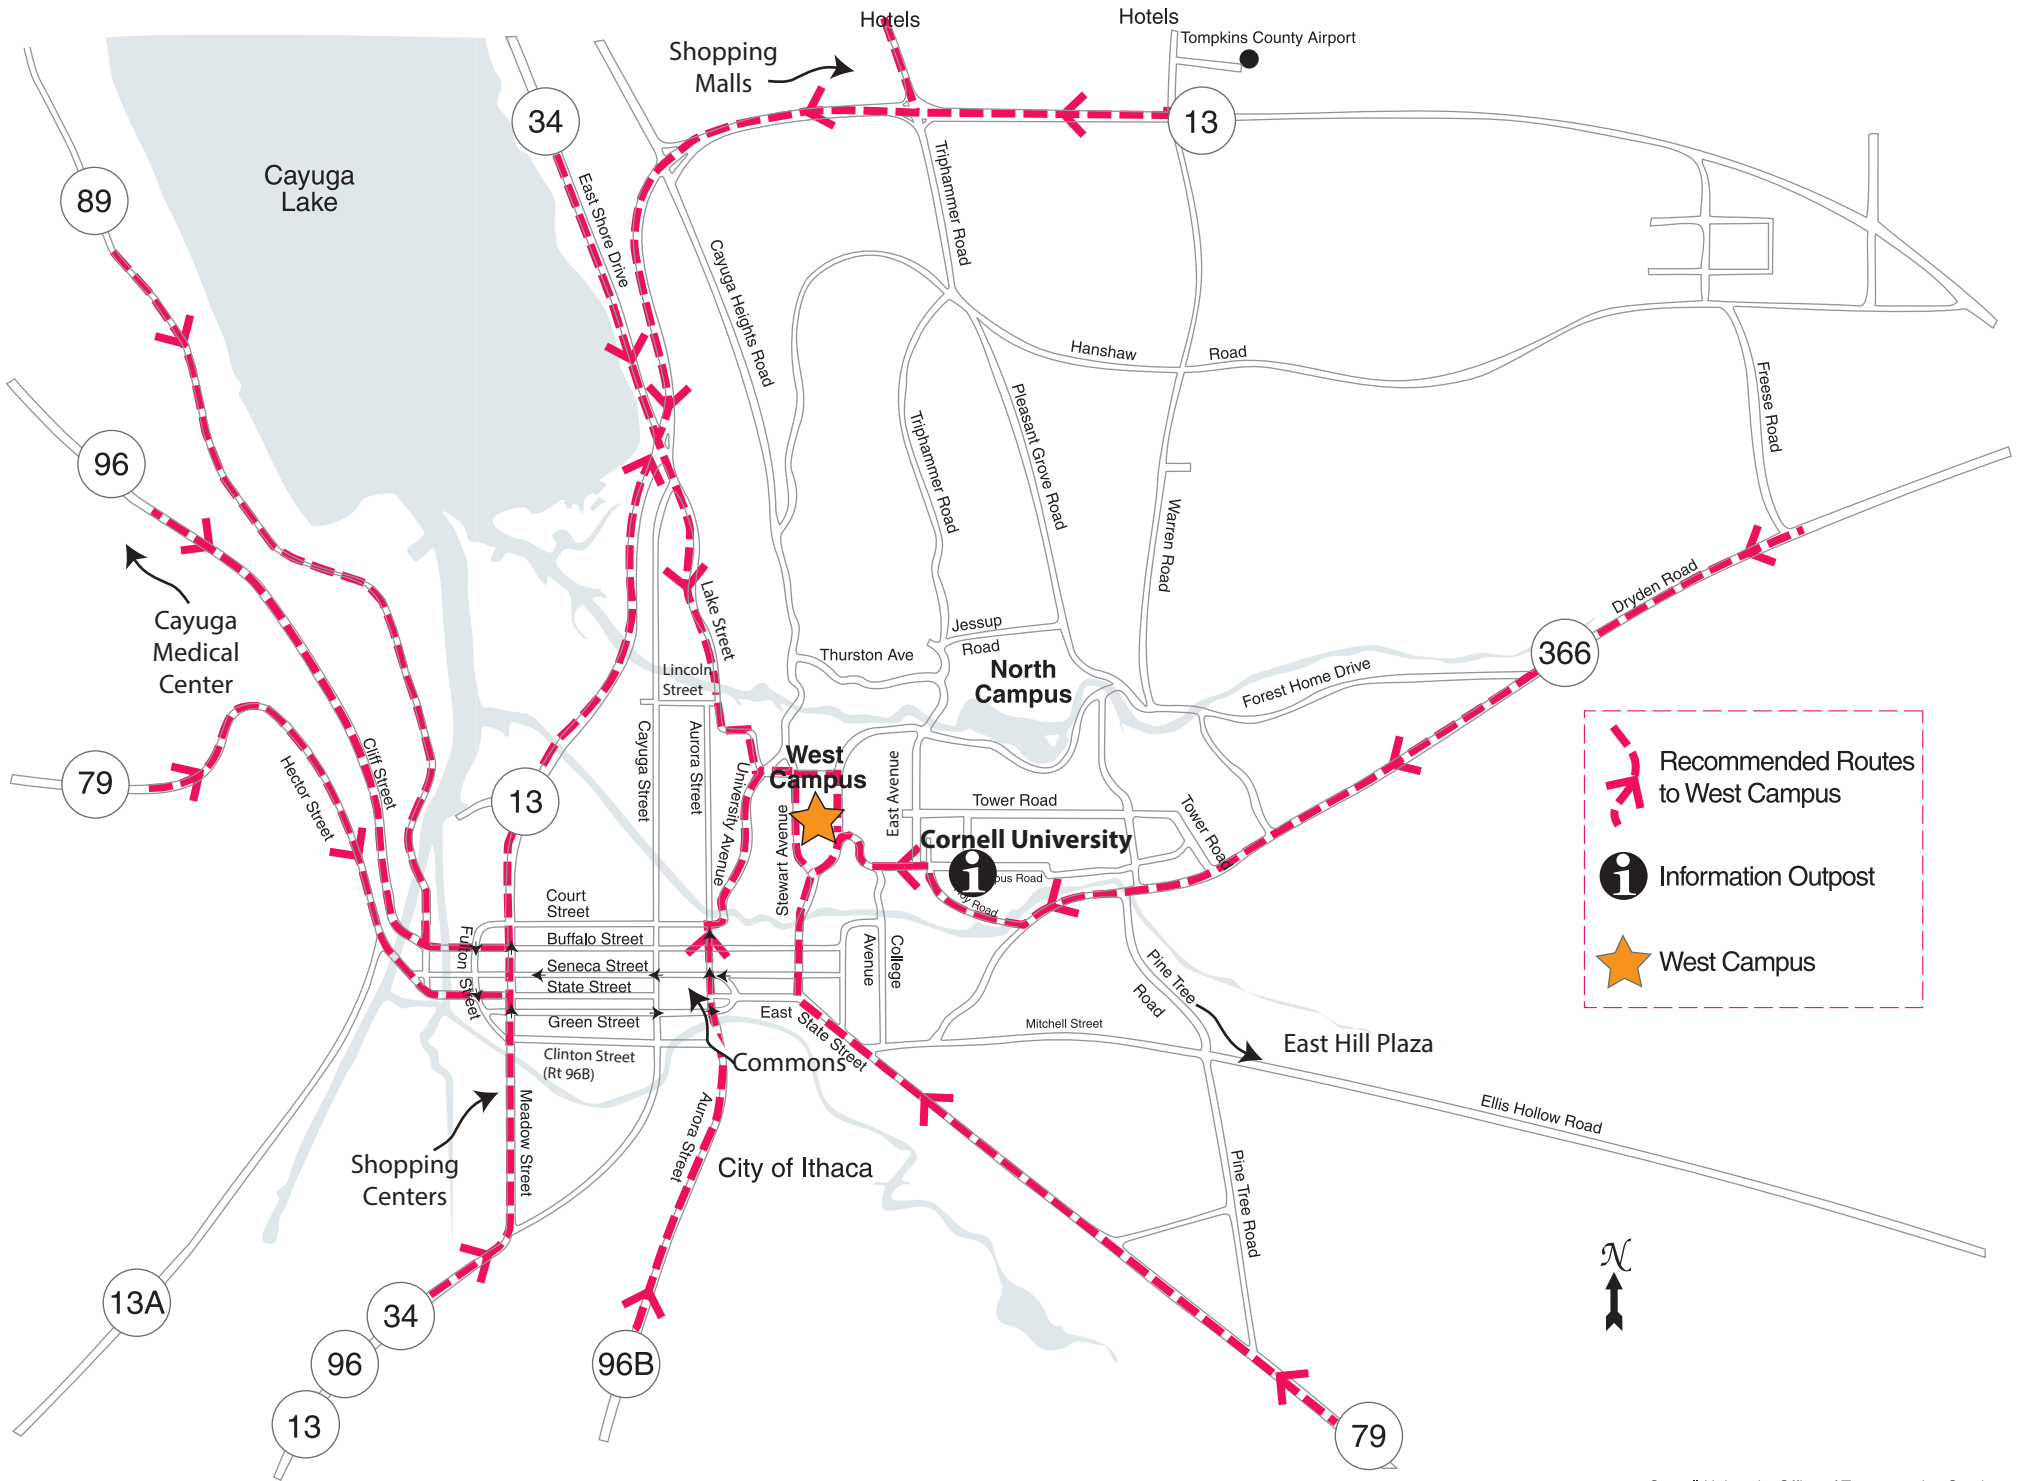 Hotels
Hotels
Tompkins County Airport
Shopping
Malls
34
13
89
Cayuga
Lake
East Shore Drive
Triphammer Road
Cayuga Heights Road
Hanshaw
Road
Freese Road
Pleasant Grove Road
Triphammer Road
96
Warren Road
Dryden Road
Cayuga
Medical
Center
Lake Street
Jessup
Road
Thurston Ave
Lincoln
Street
North
Campus
366
Forest Home Drive
79
Hector Street
Cliff Street
13
Cayuga Street
Aurora Street
University Avenue
West
Campus
Stewart Avenue
East Avenue
Tower Road
Tower Road
Cornell University
Recommended Routes
to West Campus
Information Outpost
West Campus
Court
Street
Buffalo Street
Seneca Street
State Street
Green Street
Clinton Street
(Rt 96B)
Fulton Street
College
Avenue
Road
Road
East
State Street
Commons
Mitchell Street
Pine Tree
Road
East Hill Plaza
Ellis Hollow Road
Meadow Street
Shopping
Centers
Aurora Street
City of Ithaca
Pine Tree Road
N
13A
34
96
13
96B
79